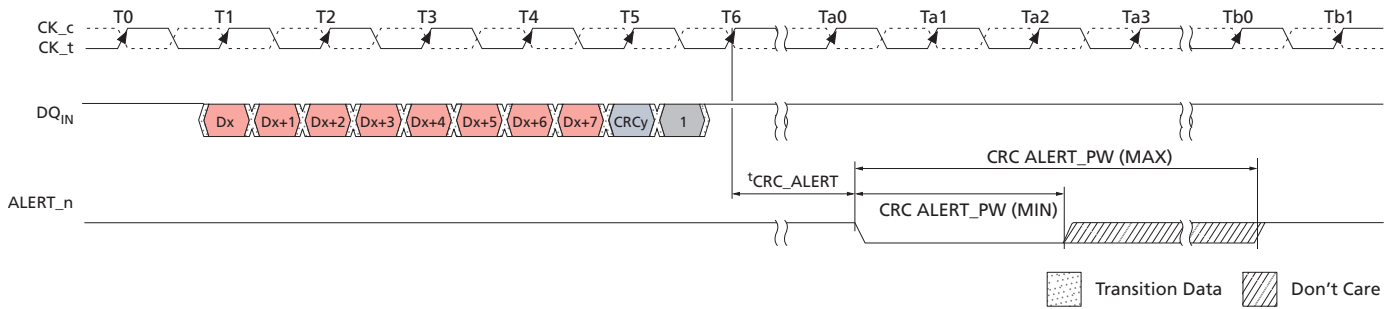 T0 T1 T2 T3 T4 T5 T6 Ta0 Ta1 Ta2 Ta3 Tb0 Tb1
CK_c
CK_t
DQIN
Dx Dx+1 Dx+2 Dx+3 Dx+4 Dx+5 Dx+6 Dx+7 CRCy 1
CRC ALERT_PW (MAX)
tCRC_ALERT
ALERT_n
CRC ALERT_PW (MIN)
Transition Data
Don't Care